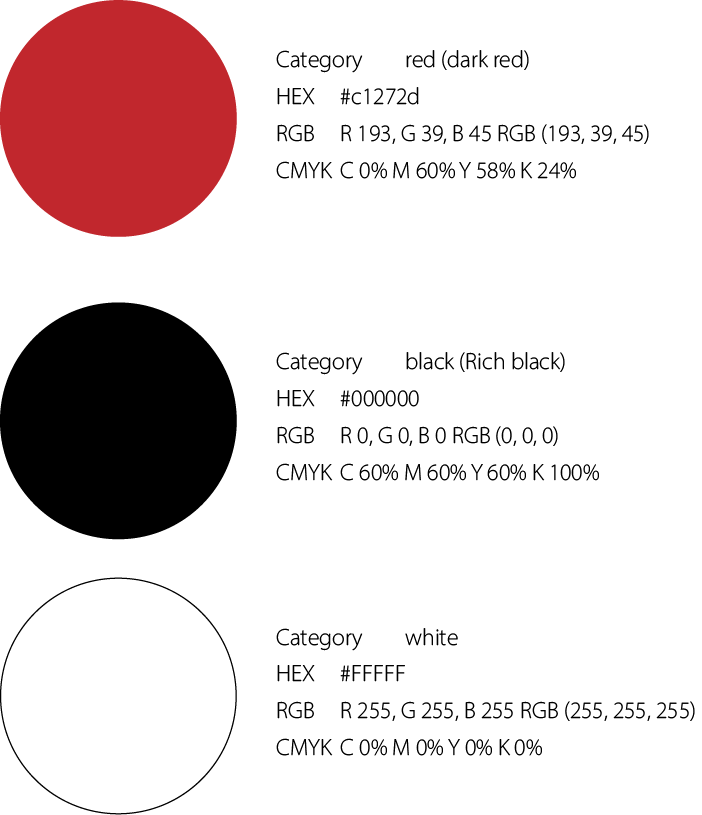 Category red (dark red)
HEX #c1272d
RGB R 193, G 39, B 45 RGB (193, 39, 45)
CMYK C 0% M 60% Y 58% K 24%
Category black (Rich black)
HEX #000000
RGB R 0, G 0, B 0 RGB (0, 0, 0)
CMYK C 60% M 60% Y 60% K 100%
Category white
HEX #FFFFF
RGB R 255, G 255, B 255 RGB (255, 255, 255)
CMYK C 0% M 0% Y 0% K 0%